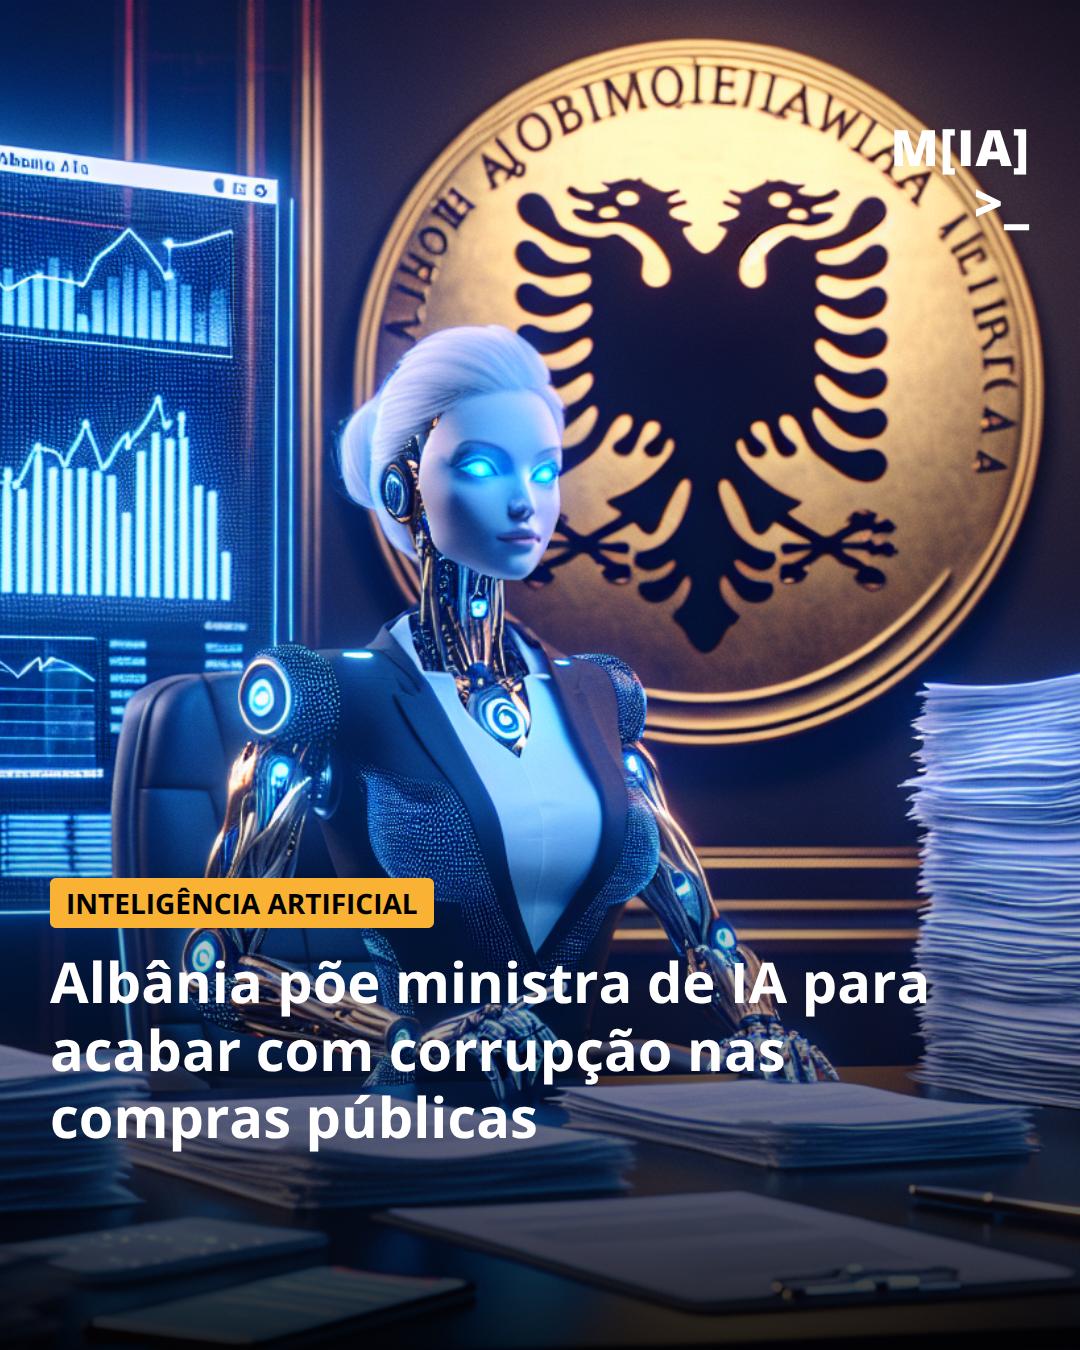 M[IA]
>_
INTELIGÊNCIA ARTIFICIAL
Albânia põe ministra de IA para
acabar com corrupção nas
compras públicas